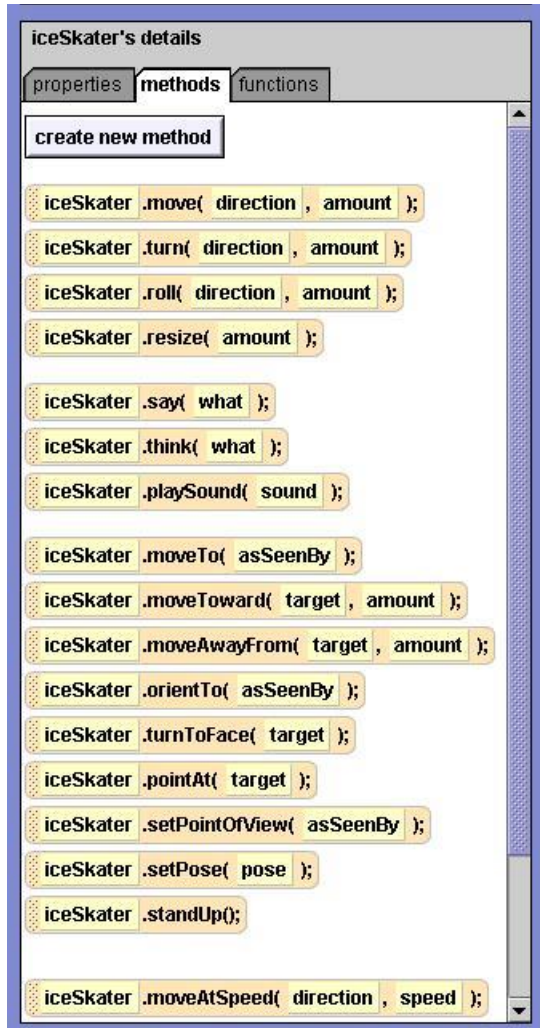 iceSkater's details
properties methods functions
create new method
iceSkater .move( direction , amount );
iceSkater .turn( direction , amount );
iceSkater .roll( direction , amount );
iceSkater .resize( amount );
iceSkater .say( what );
iceSkater .think( what );
iceSkater .playSound( sound );
iceSkater .moveTo( asSeenBy );
iceSkater .moveToward( target , amount );
iceSkater .moveAwayFrom( target , amount );
iceSkater .orientTo( asSeenBy );
iceSkater .turnToFace( target );
iceSkater .pointAt( target );
iceSkater .setPointOfView( asSeenBy );
iceSkater .setPose( pose );
iceSkater .standUp();
iceSkater .moveAtSpeed( direction , speed );